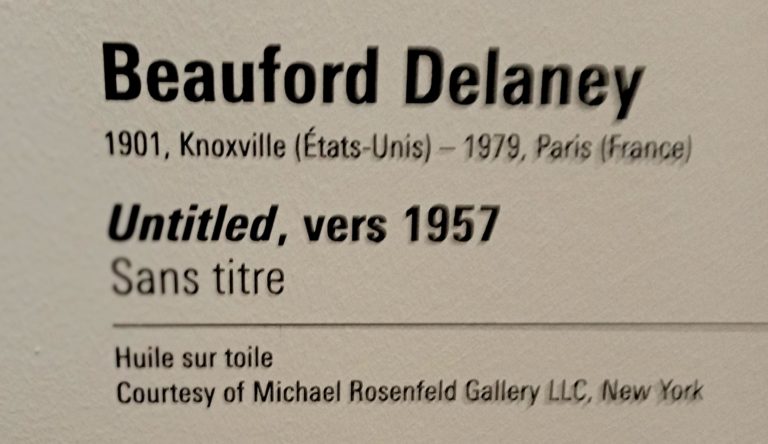 Beauford Delaney
1901, Knoxville (États-Unis) – 1979, Paris (France)
Untitled, vers 1957
Sans titre
Huile sur toile
Courtesy of Michael Rosenfeld Gallery LLC, New York